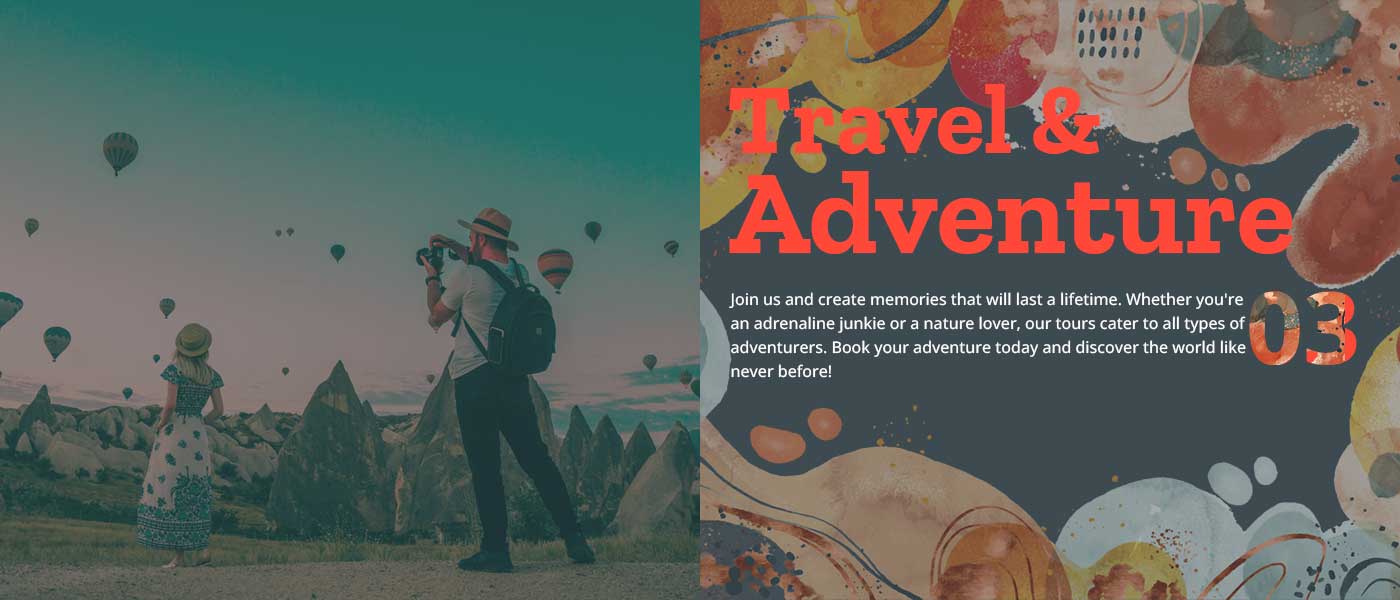 Travel &
Adventure
Join us and create memories that will last a lifetime. Whether you're
an adrenaline junkie or a nature lover, our tours cater to all types of
adventurers. Book your adventure today and discover the world like
never before!
03